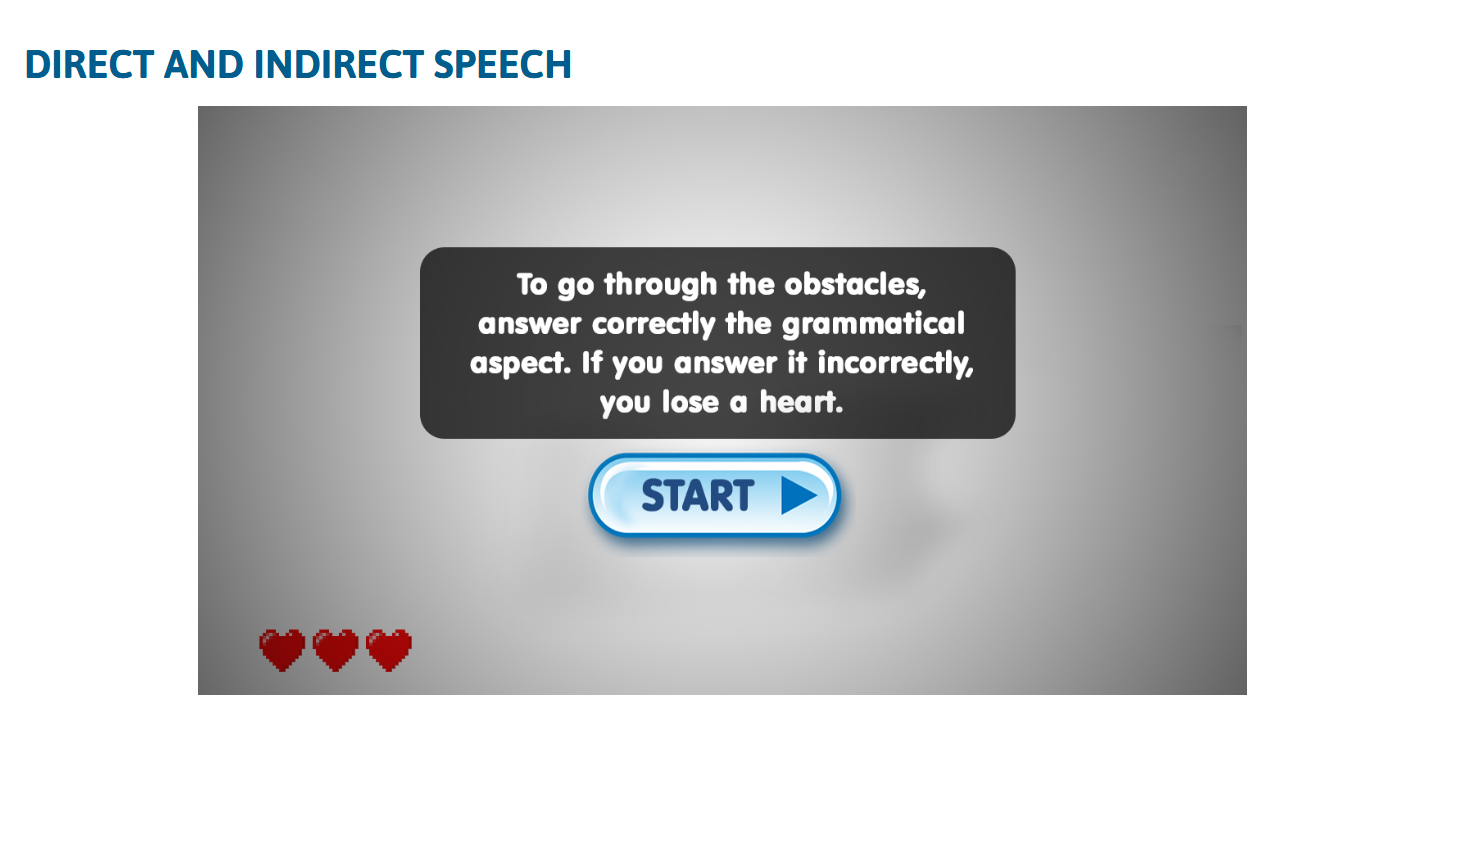 DIRECT AND INDIRECT SPEECH
To go through the obstacles,
answer correctly the grammatical
aspect. If you answer it incorrectly,
you lose a heart.
START